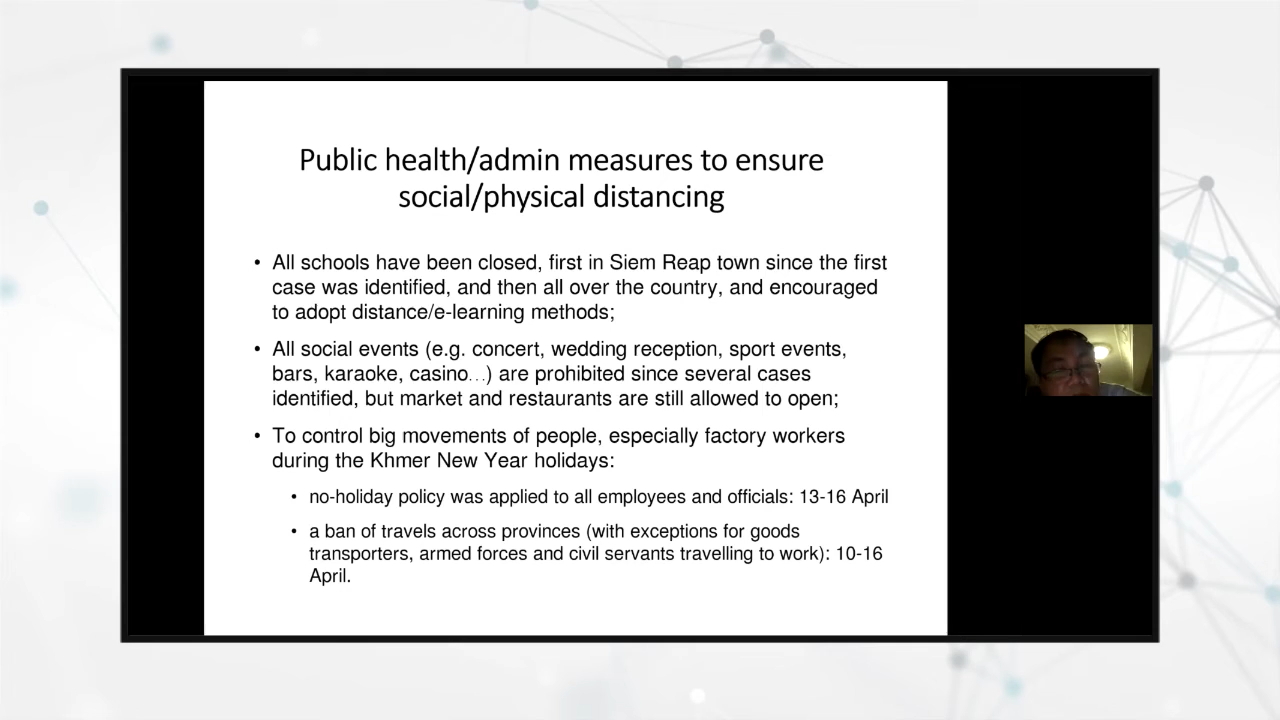 Public health/admin measures to ensure
social/physical distancing
• All schools have been closed, first in Siem Reap town since the first
case was identified, and then all over the country, and encouraged
to adopt distance/e-learning methods;
• All social events (e.g. concert, wedding reception, sport events,
bars, karaoke, casino…) are prohibited since several cases
identified, but market and restaurants are still allowed to open;
• To control big movements of people, especially factory workers
during the Khmer New Year holidays:
• no-holiday policy was applied to all employees and officials: 13-16 April
• a ban of travels across provinces (with exceptions for goods
transporters, armed forces and civil servants travelling to work): 10-16
April.